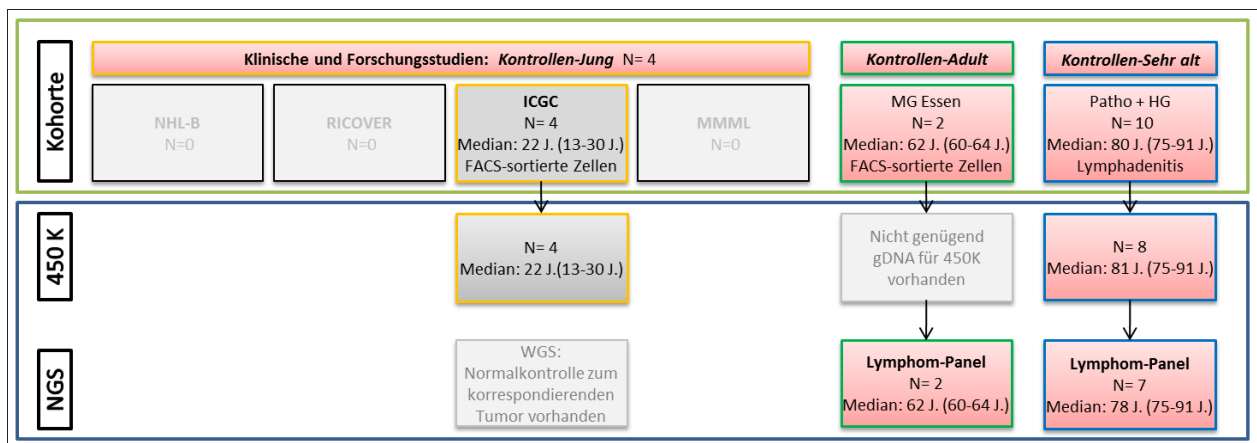 Kohorte
Klinische und Forschungsstudien: Kontrollen-Jung N= 4
Kontrollen-Adult
Kontrollen-Sehr alt
NHL-B
N=0
RICOVER
N=0
ICGC
N= 4
Median: 22 J. (13-30 J.)
FACS-sortierte Zellen
MMML
N=0
MG Essen
N= 2
Median: 62 J. (60-64 J.)
FACS-sortierte Zellen
Patho + HG
N= 10
Median: 80 J. (75-91 J.)
Lymphadenitis
450 K
N= 4
Median: 22 J.(13-30 J.)
Nicht genügend
gDNA für 450K
vorhanden
N= 8
Median: 81 J. (75-91 J.)
NGS
WGS:
Normalkontrolle zum
korrespondierenden
Tumor vorhanden
Lymphom-Panel
N= 2
Median: 62 J. (60-64 J.)
Lymphom-Panel
N= 7
Median: 78 J. (75-91 J.)